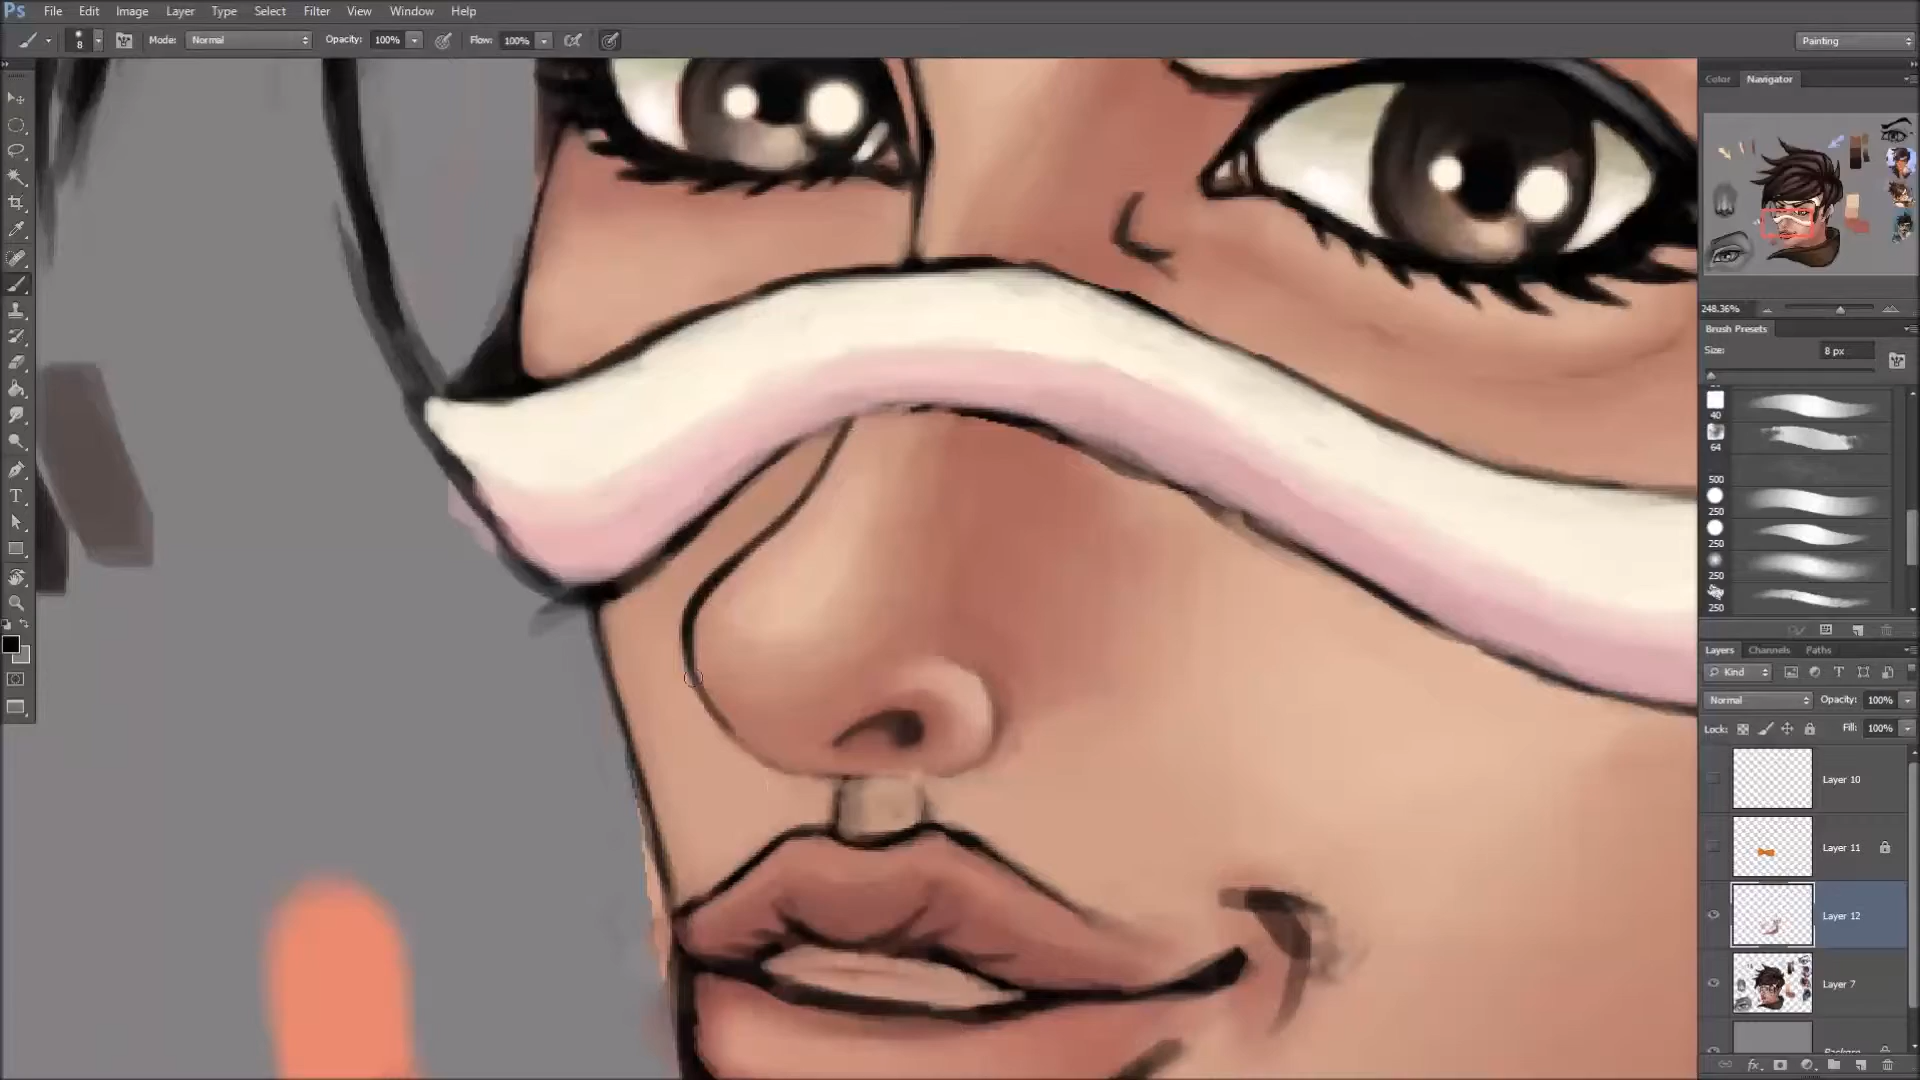 Ps File Edit Image Layer Type Select Filter View Window Help
8 Mode: Normal Opacity: 100% Flow: 100% Painting
Color Navigator
248.36%
Brush Presets
Size: 8 px
40
64
500
250
250
250
250
Layers Channels Paths
Kind
Normal Opacity: 100%
Lock: Fill: 100%
Layer 10
Layer 11
Layer 12
Layer 7
T
fx